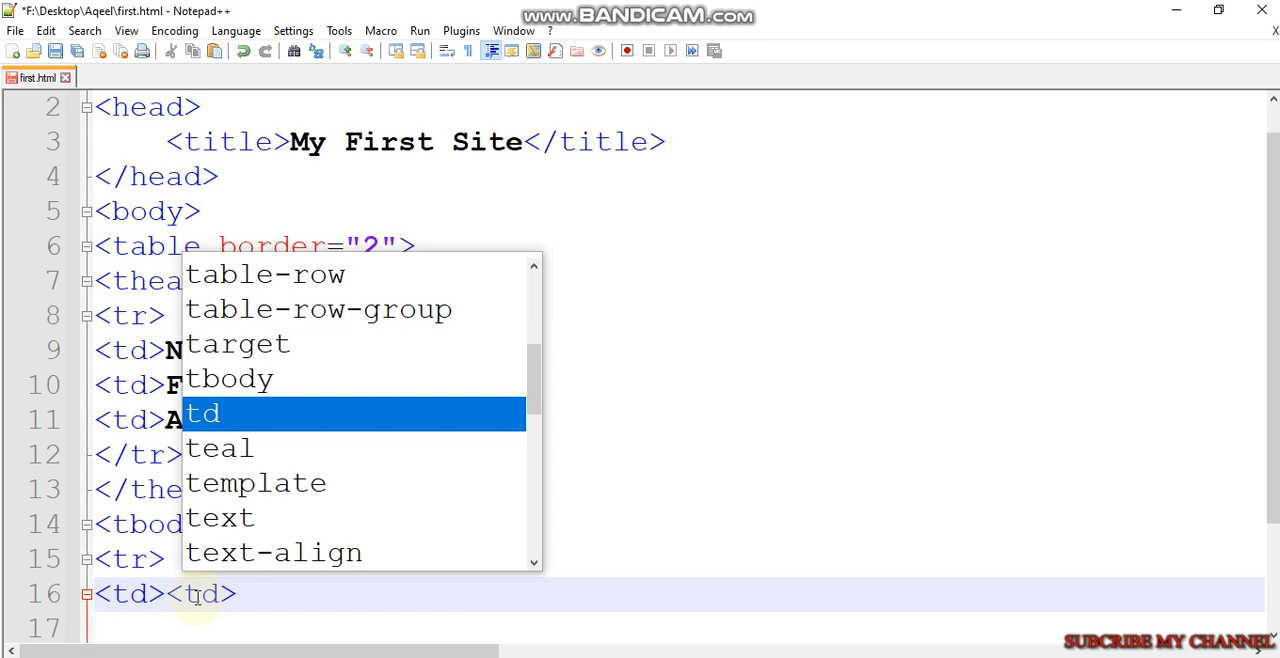 *F:\Desktop\Aqeel\first.html - Notepad++
www.BANDICAM.com
File Edit Search View Encoding Language Settings Tools Macro Run Plugins Window ? X
first.html
2 <head>
3 <title>My First Site</title>
4 </head>
5 <body>
6 <table border="2">
7 <thea
8 <tr>
9 <td>N
10 <td>F
11 <td>A
12 </tr>
13 </the
14 <tbod
15 <tr>
16 <td><td>
17
table-row
table-row-group
target
tbody
td
teal
template
text
text-align
SUBCRIBE MY CHANNEL